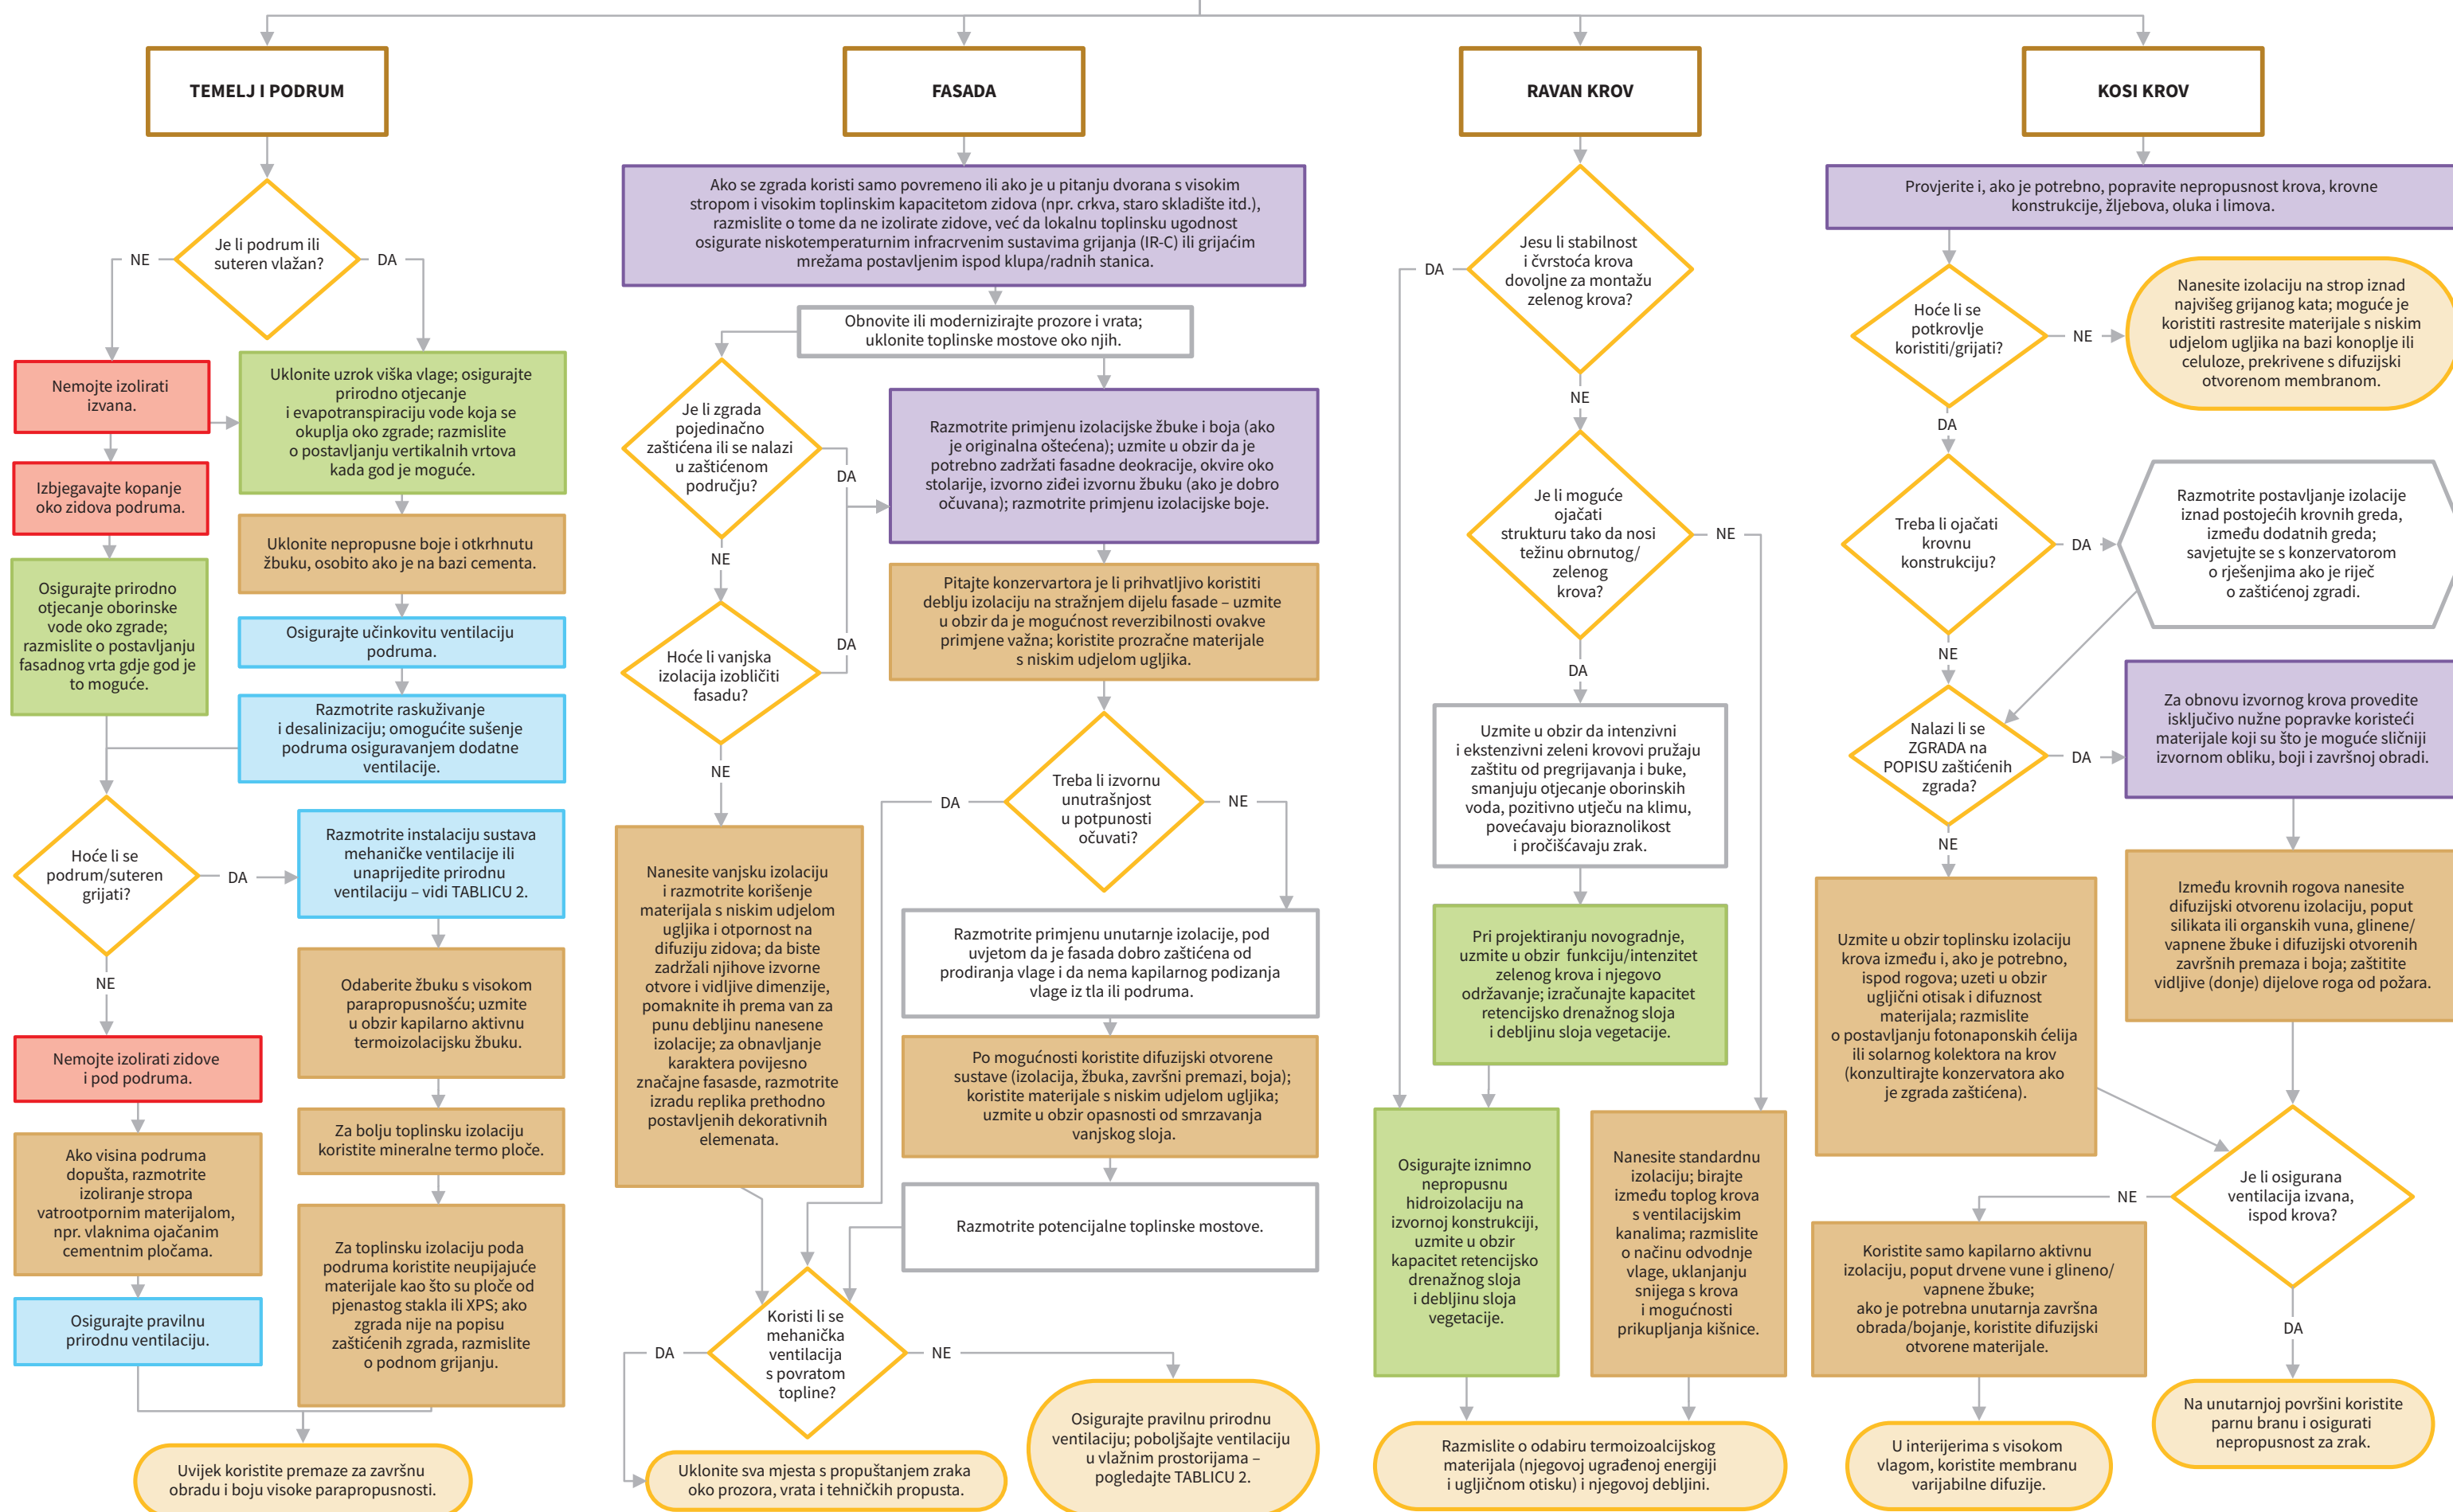 TEMELJ I PODRUM
Je li podrum ili
suteren vlažan?
NE
DA
Nemojte izolirati
izvana.
Izbjegavajte kopanje
oko zidova podruma.
Osigurajte prirodno
otjecanje oborinske
vode oko zgrade;
razmislite o postavljanju
fasadnog vrta gdje god je
to moguće.
Uklonite uzrok viška vlage; osigurajte
prirodno otjecanje
i evapotranspiraciju vode koja se
okuplja oko zgrade; razmislite
o postavljanju vertikalnih vrtova
kada god je moguće.
Uklonite nepropusne boje i otkrhnutu
žbuku, osobito ako je na bazi cementa.
Osigurajte učinkovitu ventilaciju
podruma.
Razmotrite raskuživanje
i desalinizaciju; omogućite sušenje
podruma osiguravanjem dodatne
ventilacije.
Hoće li se
podrum/suteren
grijati?
DA
NE
Razmotrite instalaciju sustava
mehaničke ventilacije ili
unaprijedite prirodnu
ventilaciju – vidi TABLICU 2.
Odaberite žbuku s visokom
parapropusnošću; uzmite
u obzir kapilarno aktivnu
termoizolacijsku žbuku.
Za bolju toplinsku izolaciju
koristite mineralne termo ploče.
Za toplinsku izolaciju poda
podruma koristite neupijajuće
materijale kao što su ploče od
pjenastog stakla ili XPS; ako
zgrada nije na popisu
zaštićenih zgrada, razmislite
o podnom grijanju.
Nemojte izolirati zidove
i pod podruma.
Ako visina podruma
dopušta, razmotrite
izoliranje stropa
vatrootpornim materijalom,
npr. vlaknima ojačanim
cementnim pločama.
Osigurajte pravilnu
prirodnu ventilaciju.
Uvijek koristite premaze za završnu
obradu i boju visoke parapropusnosti.
FASADA
Ako se zgrada koristi samo povremeno ili ako je u pitanju dvorana s visokim
stropom i visokim toplinskim kapacitetom zidova (npr. crkva, staro skladište itd.),
razmislite o tome da ne izolirate zidove, već da lokalnu toplinsku ugodnost
osigurate niskotemperaturnim infracrvenim sustavima grijanja (IR-C) ili grijaćim
mrežama postavljenim ispod klupa/radnih stanica.
Obnovite ili modernizirajte prozore i vrata;
uklonite toplinske mostove oko njih.
Je li zgrada
pojedinačno
zaštićena ili se nalazi
u zaštićenom
području?
DA
NE
Hoće li vanjska
izolacija izobličiti
fasadu?
DA
NE
Razmotrite primjenu izolacijske žbuke i boja (ako
je originalna oštećena); uzmite u obzir da je
potrebno zadržati fasadne deokracije, okvire oko
stolarije, izvorno ziđei izvornu žbuku (ako je dobro
očuvana); razmotrite primjenu izolacijske boje.
Pitajte konzervartora je li prihvatljivo koristiti
deblju izolaciju na stražnjem dijelu fasade – uzmite
u obzir da je mogućnost reverzibilnosti ovakve
primjene važna; koristite prozračne materijale
s niskim udjelom ugljika.
Treba li izvornu
unutrašnjost
u potpunosti
očuvati?
DA
NE
Nanesite vanjsku izolaciju
i razmotrite korišenje
materijala s niskim udjelom
ugljika i otpornost na
difuziju zidova; da biste
zadržali njihove izvorne
otvore i vidljive dimenzije,
pomaknite ih prema van za
punu debljinu nanesene
izolacije; za obnavljanje
karaktera povijesno
značajne fasasde, razmotrite
izradu replika prethodno
postavljenih dekorativnih
elemenata.
Razmotrite primjenu unutarnje izolacije, pod
uvjetom da je fasada dobro zaštićena od
prodiranja vlage i da nema kapilarnog podizanja
vlage iz tla ili podruma.
Po mogućnosti koristite difuzijski otvorene
sustave (izolacija, žbuka, završni premazi, boja);
koristite materijale s niskim udjelom ugljika;
uzmite u obzir opasnosti od smrzavanja
vanjskog sloja.
Razmotrite potencijalne toplinske mostove.
Koristi li se
mehanička
ventilacija
s povratom
topline?
DA
NE
Uklonite sva mjesta s propuštanjem zraka
oko prozora, vrata i tehničkih propusta.
Osigurajte pravilnu prirodnu
ventilaciju; poboljšajte ventilaciju
u vlažnim prostorijama –
pogledajte TABLICU 2.
RAVAN KROV
Jesu li stabilnost
i čvrstoća krova
dovoljne za montažu
zelenog krova?
DA
NE
Je li moguće
ojačati
strukturu tako da nosi
težinu obrnutog/
zelenog
krova?
NE
DA
Uzmite u obzir da intenzivni
i ekstenzivni zeleni krovovi pružaju
zaštitu od pregrijavanja i buke,
smanjuju otjecanje oborinskih
voda, pozitivno utječu na klimu,
povećavaju bioraznolikost
i pročišćavaju zrak.
Pri projektiranju novogradnje,
uzmite u obzir funkciju/intenzitet
zelenog krova i njegovo
održavanje; izračunajte kapacitet
retencijsko drenažnog sloja
i debljinu sloja vegetacije.
Osigurajte iznimno
nepropusnu
hidroizolaciju na
izvornoj konstrukciji,
uzmite u obzir
kapacitet retencijsko
drenažnog sloja
i debljinu sloja
vegetacije.
Nanesite standardnu
izolaciju; birajte
između toplog krova
s ventilacijskim
kanalima; razmislite
o načinu odvodnje
vlage, uklanjanju
snijega s krova
i mogućnosti
prikupljanja kišnice.
Razmislite o odabiru termoizoalcijskog
materijala (njegovoj ugrađenoj energiji
i ugljičnom otisku) i njegovoj debljini.
KOSI KROV
Provjerite i, ako je potrebno, popravite nepropusnost krova, krovne
konstrukcije, žljebova, oluka i limova.
Hoće li se
potkrovlje
koristiti/grijati?
NE
DA
Nanesite izolaciju na strop iznad
najvišeg grijanog kata; moguće je
koristiti rastresite materijale s niskim
udjelom ugljika na bazi konoplje ili
celuloze, prekrivene s difuzijski
otvorenom membranom.
Treba li ojačati
krovnu
konstrukciju?
DA
NE
Razmotrite postavljanje izolacije
iznad postojećih krovnih greda,
između dodatnih greda;
savjetujte se s konzervatorom
o rješenjima ako je riječ
o zaštićenoj zgradi.
Nalazi li se
ZGRADA na
POPISU zaštićenih
zgrada?
DA
NE
Za obnovu izvornog krova provedite
isključivo nužne popravke koristeći
materijale koji su što je moguće sličniji
izvornom obliku, boji i završnoj obradi.
Između krovnih rogova nanesite
difuzijski otvorenu izolaciju, poput
silikata ili organskih vuna, glinene/
vapnene žbuke i difuzijski otvorenih
završnih premaza i boja; zaštitite
vidljive (donje) dijelove roga od požara.
Uzmite u obzir toplinsku izolaciju
krova između i, ako je potrebno,
ispod rogova; uzeti u obzir
ugljični otisak i difuznost
materijala; razmislite
o postavljanju fotonaponskih ćelija
ili solarnog kolektora na krov
(konzultirajte konzervatora ako
je zgrada zaštićena).
Je li osigurana
ventilacija izvana,
ispod krova?
NE
DA
Koristite samo kapilarno aktivnu
izolaciju, poput drvene vune i glineno/
vapnene žbuke;
ako je potrebna unutarnja završna
obrada/bojanje, koristite difuzijski
otvorene materijale.
U interijerima s visokom
vlagom, koristite membranu
varijabilne difuzije.
Na unutarnjoj površini koristite
parnu branu i osigurati
nepropusnost za zrak.